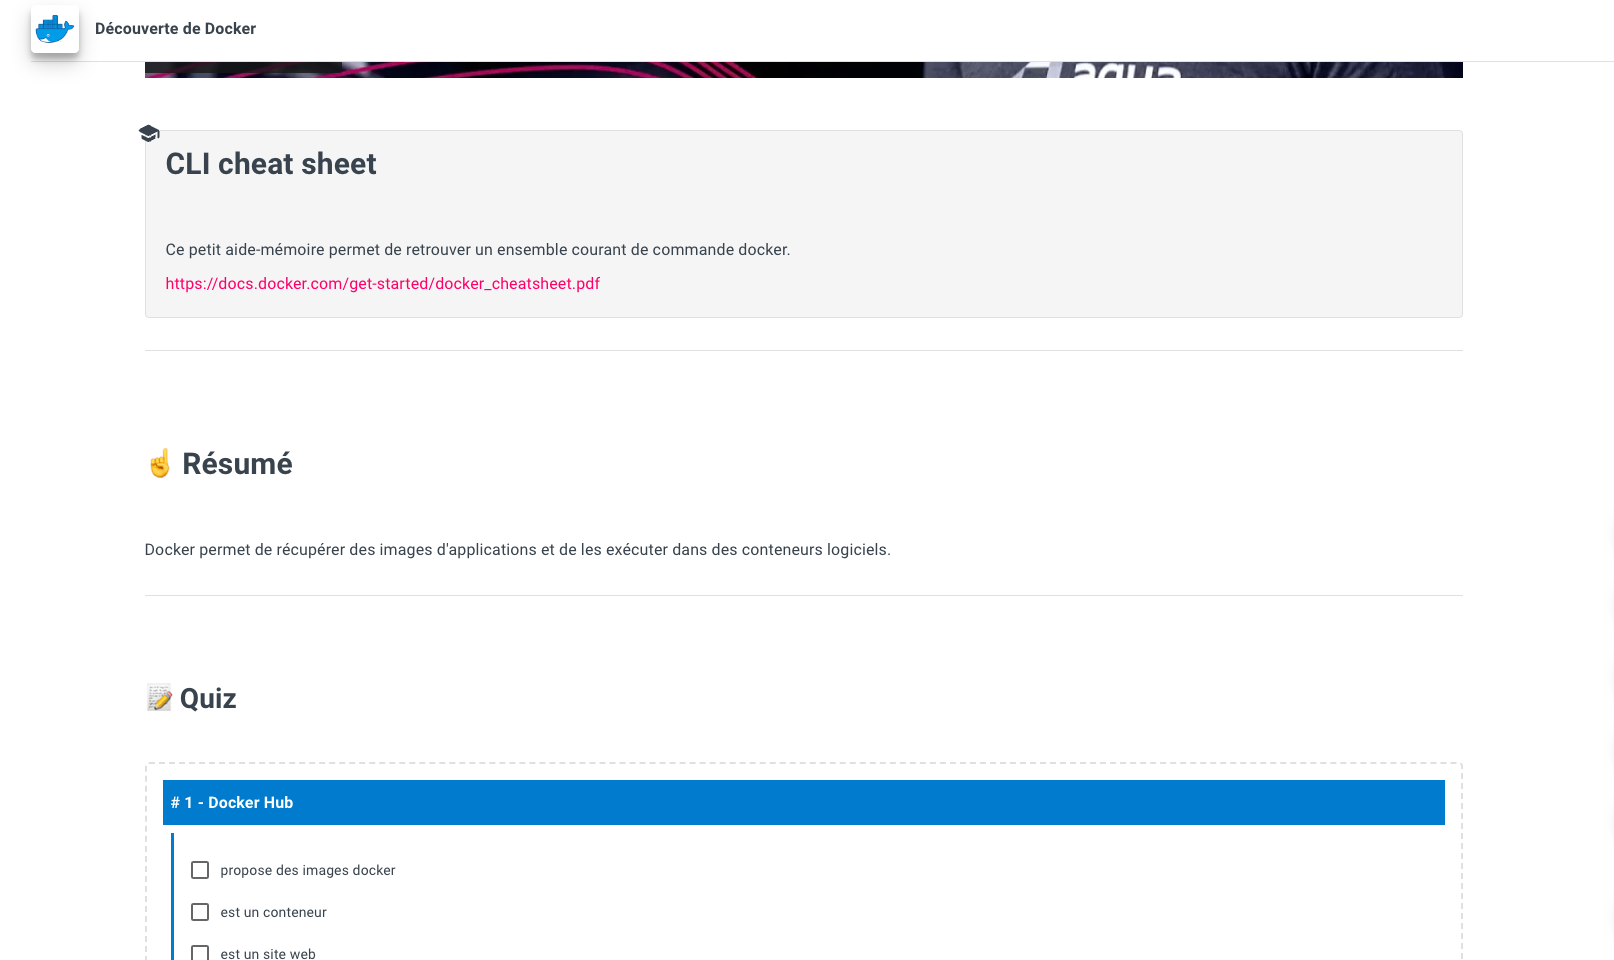 Découverte de Docker
aqua
CLI cheat sheet
Ce petit aide-mémoire permet de retrouver un ensemble courant de commande docker.
https://docs.docker.com/get-started/docker_cheatsheet.pdf
Résumé
Docker permet de récupérer des images d'applications et de les exécuter dans des conteneurs logiciels.
Quiz
# 1 - Docker Hub
propose des images docker
est un conteneur
est un site web